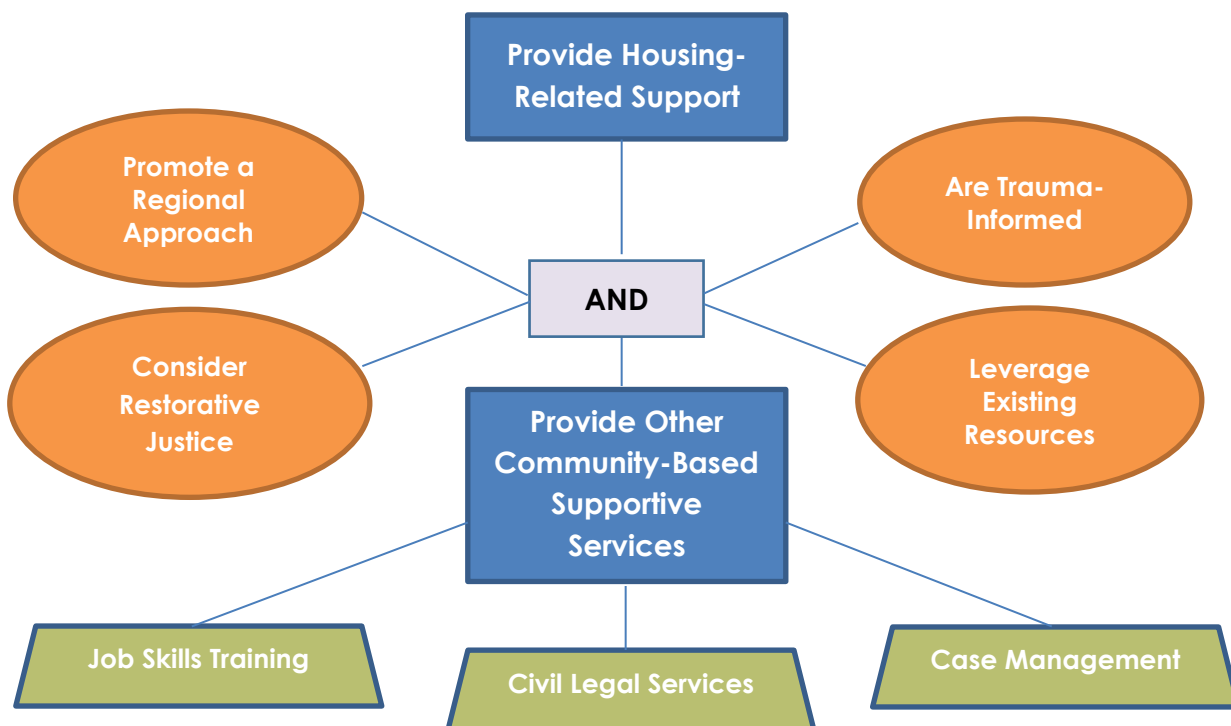 Provide Housing-
Related Support
Promote a
Regional
Approach
Are Trauma-
Informed
AND
Consider
Restorative
Justice
Leverage
Existing
Resources
Provide Other
Community-Based
Supportive
Services
Job Skills Training
Civil Legal Services
Case Management